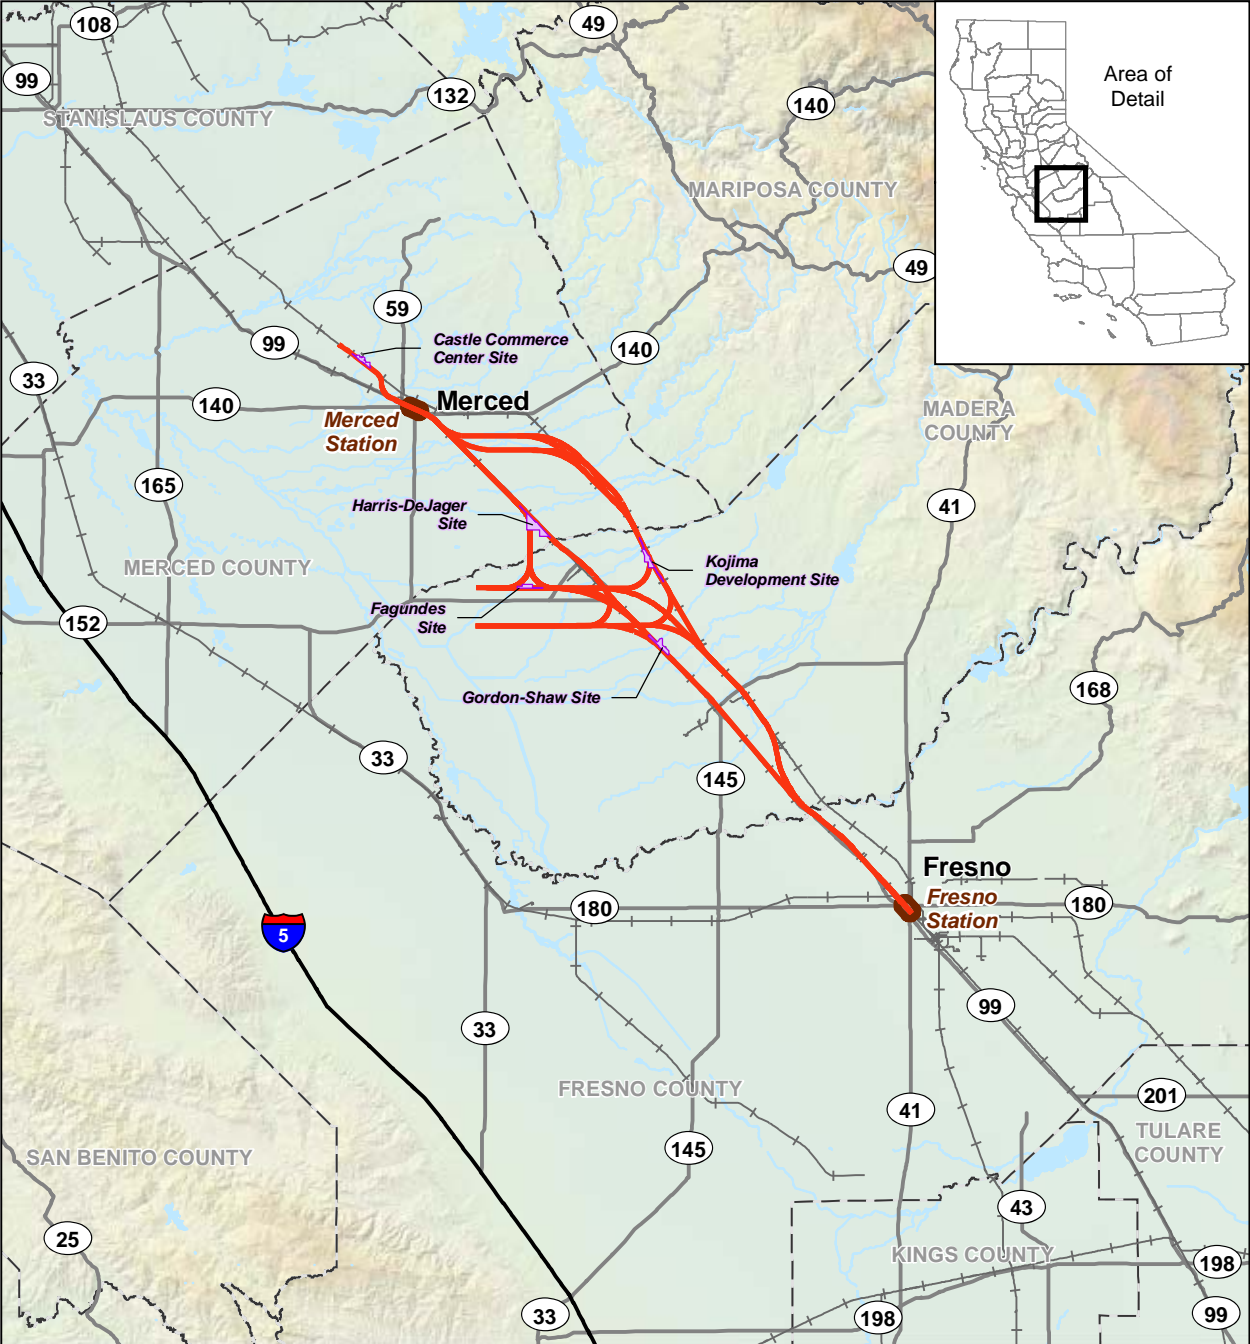 108
49
99
132
140
STANISLAUS COUNTY
Area of
Detail
MARIPOSA COUNTY
49
59
99
Castle Commerce
Center Site
140
33
140
Merced
Merced
Station
MADERA
COUNTY
165
41
Harris-DeJager
Site
MERCED COUNTY
Kojima
Development Site
Fagundes
Site
152
168
Gordon-Shaw Site
33
145
Fresno
Fresno
Station
180
180
5
99
33
FRESNO COUNTY
201
41
TULARE
COUNTY
145
SAN BENITO COUNTY
43
25
KINGS COUNTY
198
33
198
99